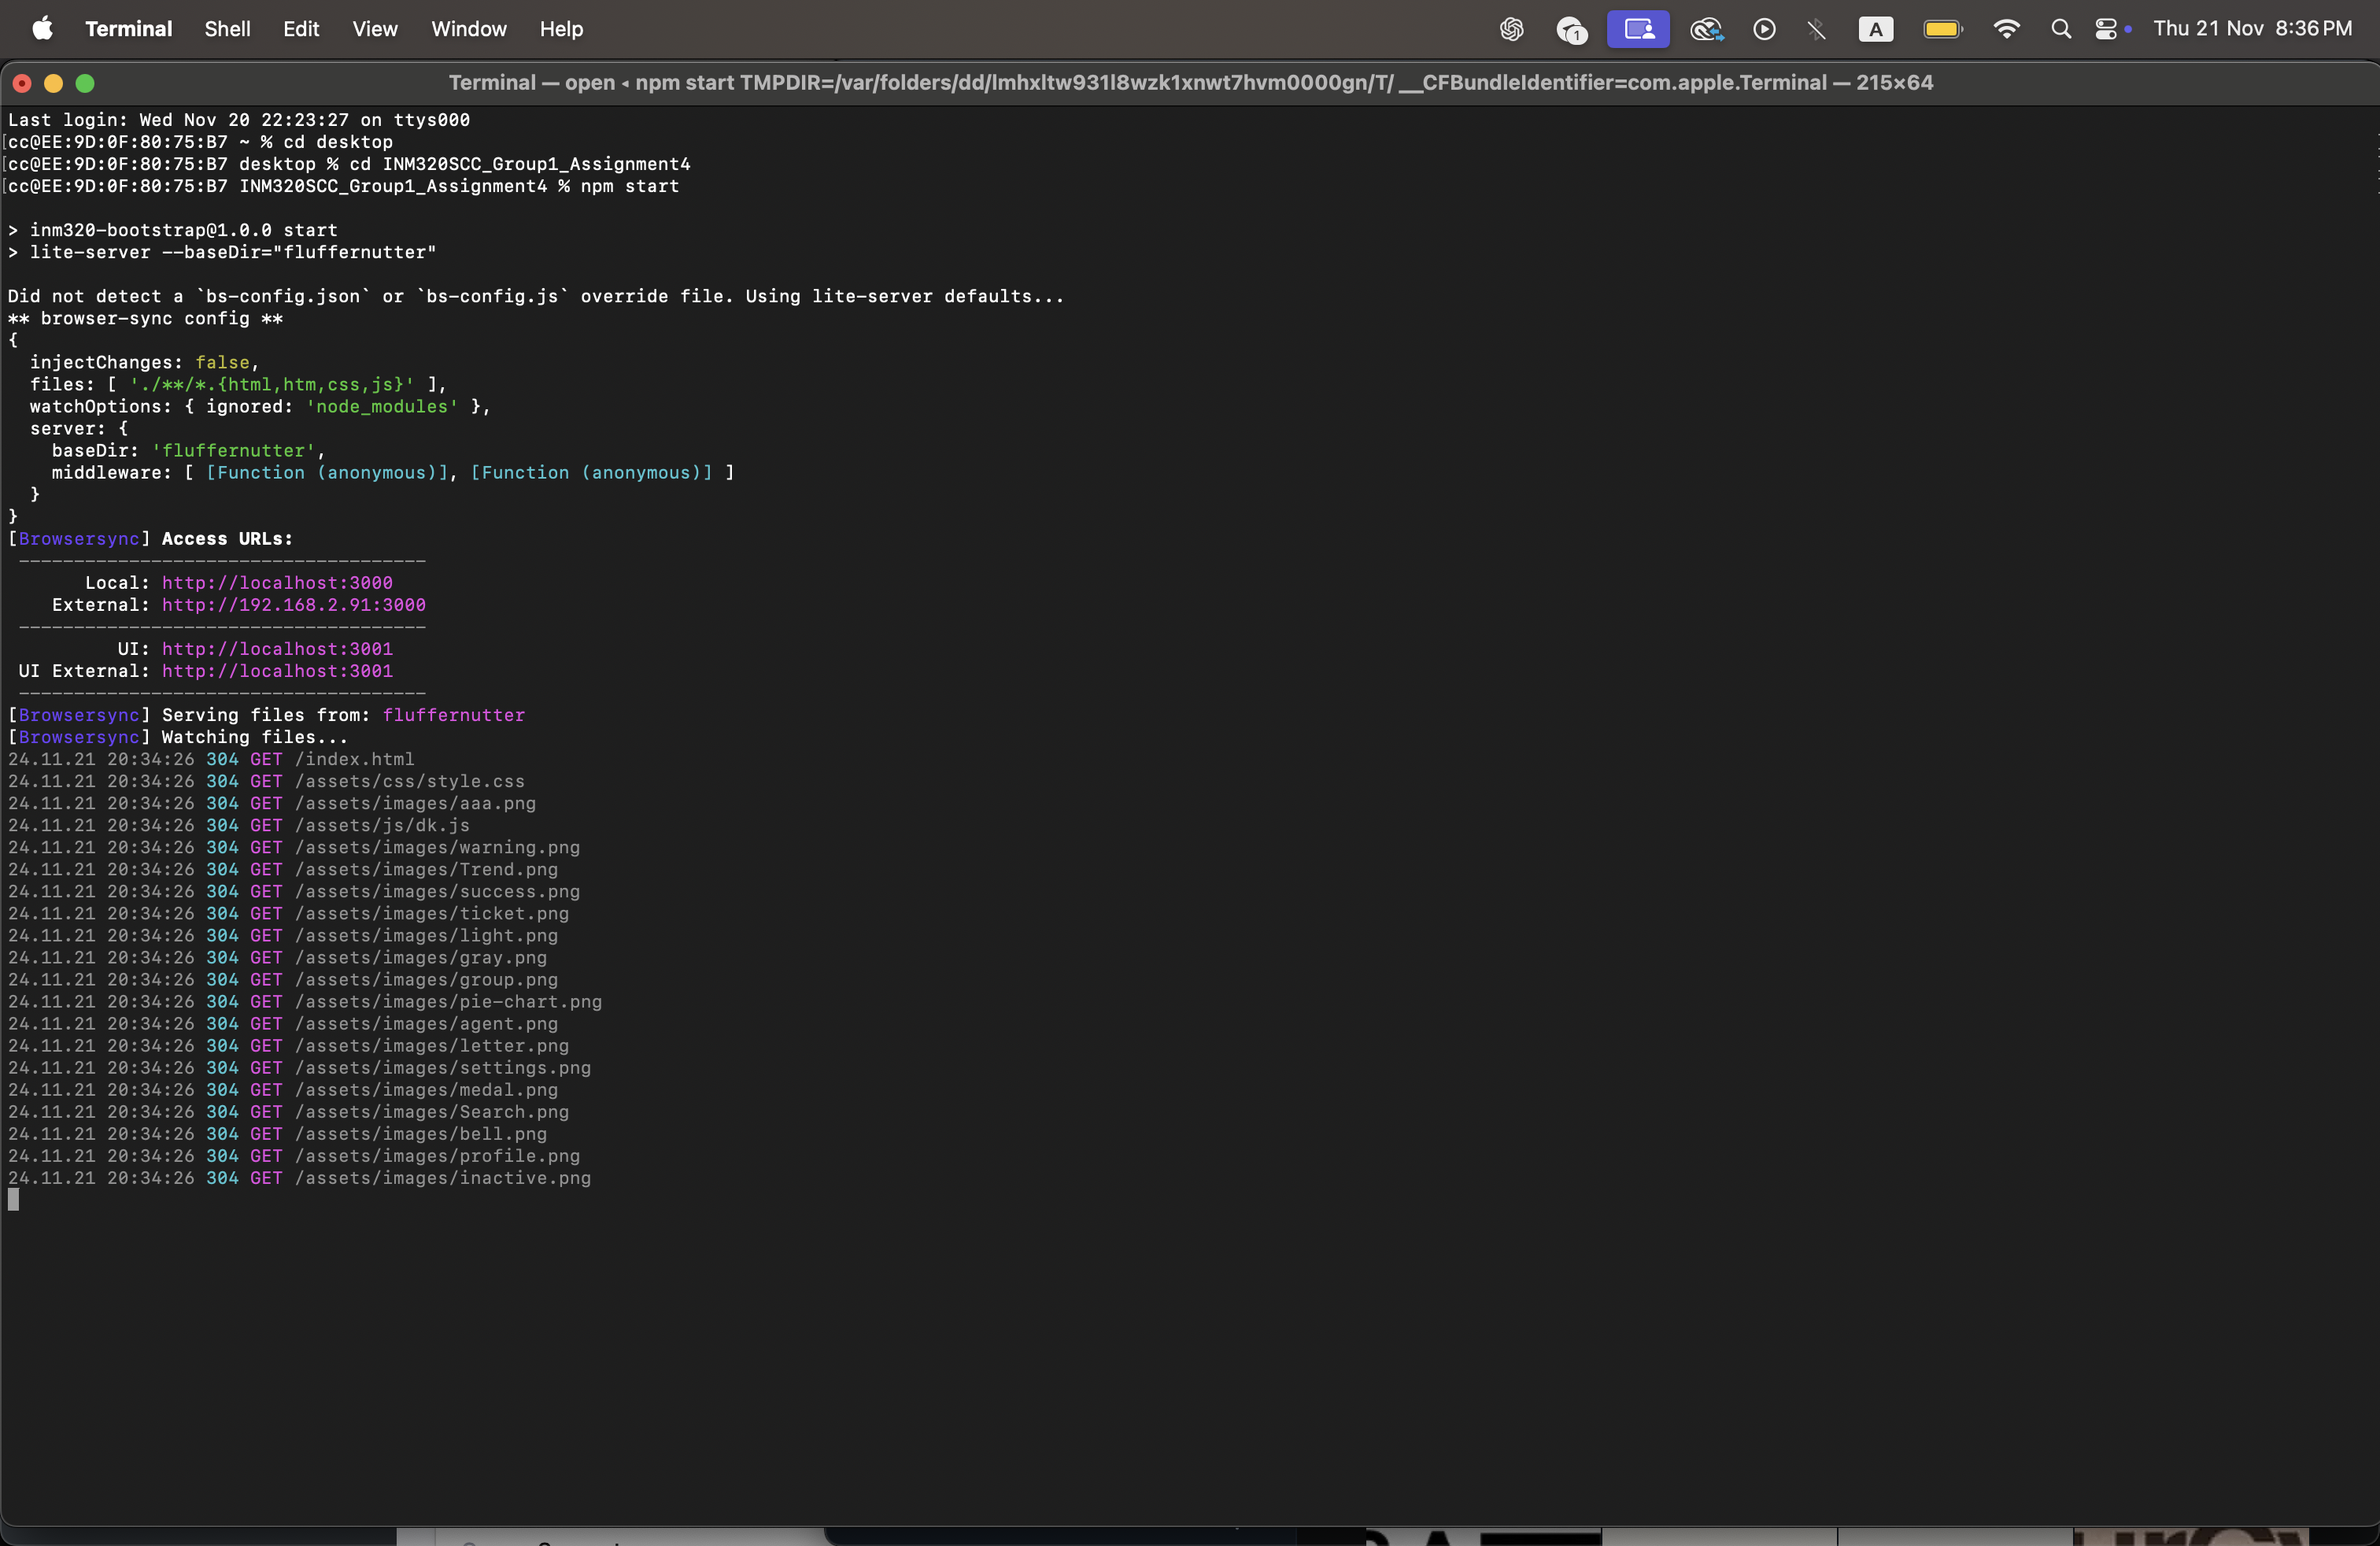 Terminal Shell Edit View Window Help 1 A Thu 21 Nov 8:36 PM
Terminal — open ◂ npm start TMPDIR=/var/folders/dd/lmhxltw931l8wzk1xnwt7hvm0000gn/T/ __CFBundleIdentifier=com.apple.Terminal — 215×64
Last login: Wed Nov 20 22:23:27 on ttys000
[cc@EE:9D:0F:80:75:B7 ~ % cd desktop
[cc@EE:9D:0F:80:75:B7 desktop % cd INM320SCC_Group1_Assignment4
[cc@EE:9D:0F:80:75:B7 INM320SCC_Group1_Assignment4 % npm start
> inm320-bootstrap@1.0.0 start
> lite-server --baseDir="fluffernutter"
Did not detect a `bs-config.json` or `bs-config.js` override file. Using lite-server defaults...
** browser-sync config **
{
  injectChanges: false,
  files: [ './**/*.{html,htm,css,js}' ],
  watchOptions: { ignored: 'node_modules' },
  server: {
    baseDir: 'fluffernutter',
    middleware: [ [Function (anonymous)], [Function (anonymous)] ]
  }
}
[Browsersync] Access URLs:
 -------------------------------------
       Local: http://localhost:3000
    External: http://192.168.2.91:3000
 -------------------------------------
          UI: http://localhost:3001
 UI External: http://localhost:3001
 -------------------------------------
[Browsersync] Serving files from: fluffernutter
[Browsersync] Watching files...
24.11.21 20:34:26 304 GET /index.html
24.11.21 20:34:26 304 GET /assets/css/style.css
24.11.21 20:34:26 304 GET /assets/images/aaa.png
24.11.21 20:34:26 304 GET /assets/js/dk.js
24.11.21 20:34:26 304 GET /assets/images/warning.png
24.11.21 20:34:26 304 GET /assets/images/Trend.png
24.11.21 20:34:26 304 GET /assets/images/success.png
24.11.21 20:34:26 304 GET /assets/images/ticket.png
24.11.21 20:34:26 304 GET /assets/images/light.png
24.11.21 20:34:26 304 GET /assets/images/gray.png
24.11.21 20:34:26 304 GET /assets/images/group.png
24.11.21 20:34:26 304 GET /assets/images/pie-chart.png
24.11.21 20:34:26 304 GET /assets/images/agent.png
24.11.21 20:34:26 304 GET /assets/images/letter.png
24.11.21 20:34:26 304 GET /assets/images/settings.png
24.11.21 20:34:26 304 GET /assets/images/medal.png
24.11.21 20:34:26 304 GET /assets/images/Search.png
24.11.21 20:34:26 304 GET /assets/images/bell.png
24.11.21 20:34:26 304 GET /assets/images/profile.png
24.11.21 20:34:26 304 GET /assets/images/inactive.png